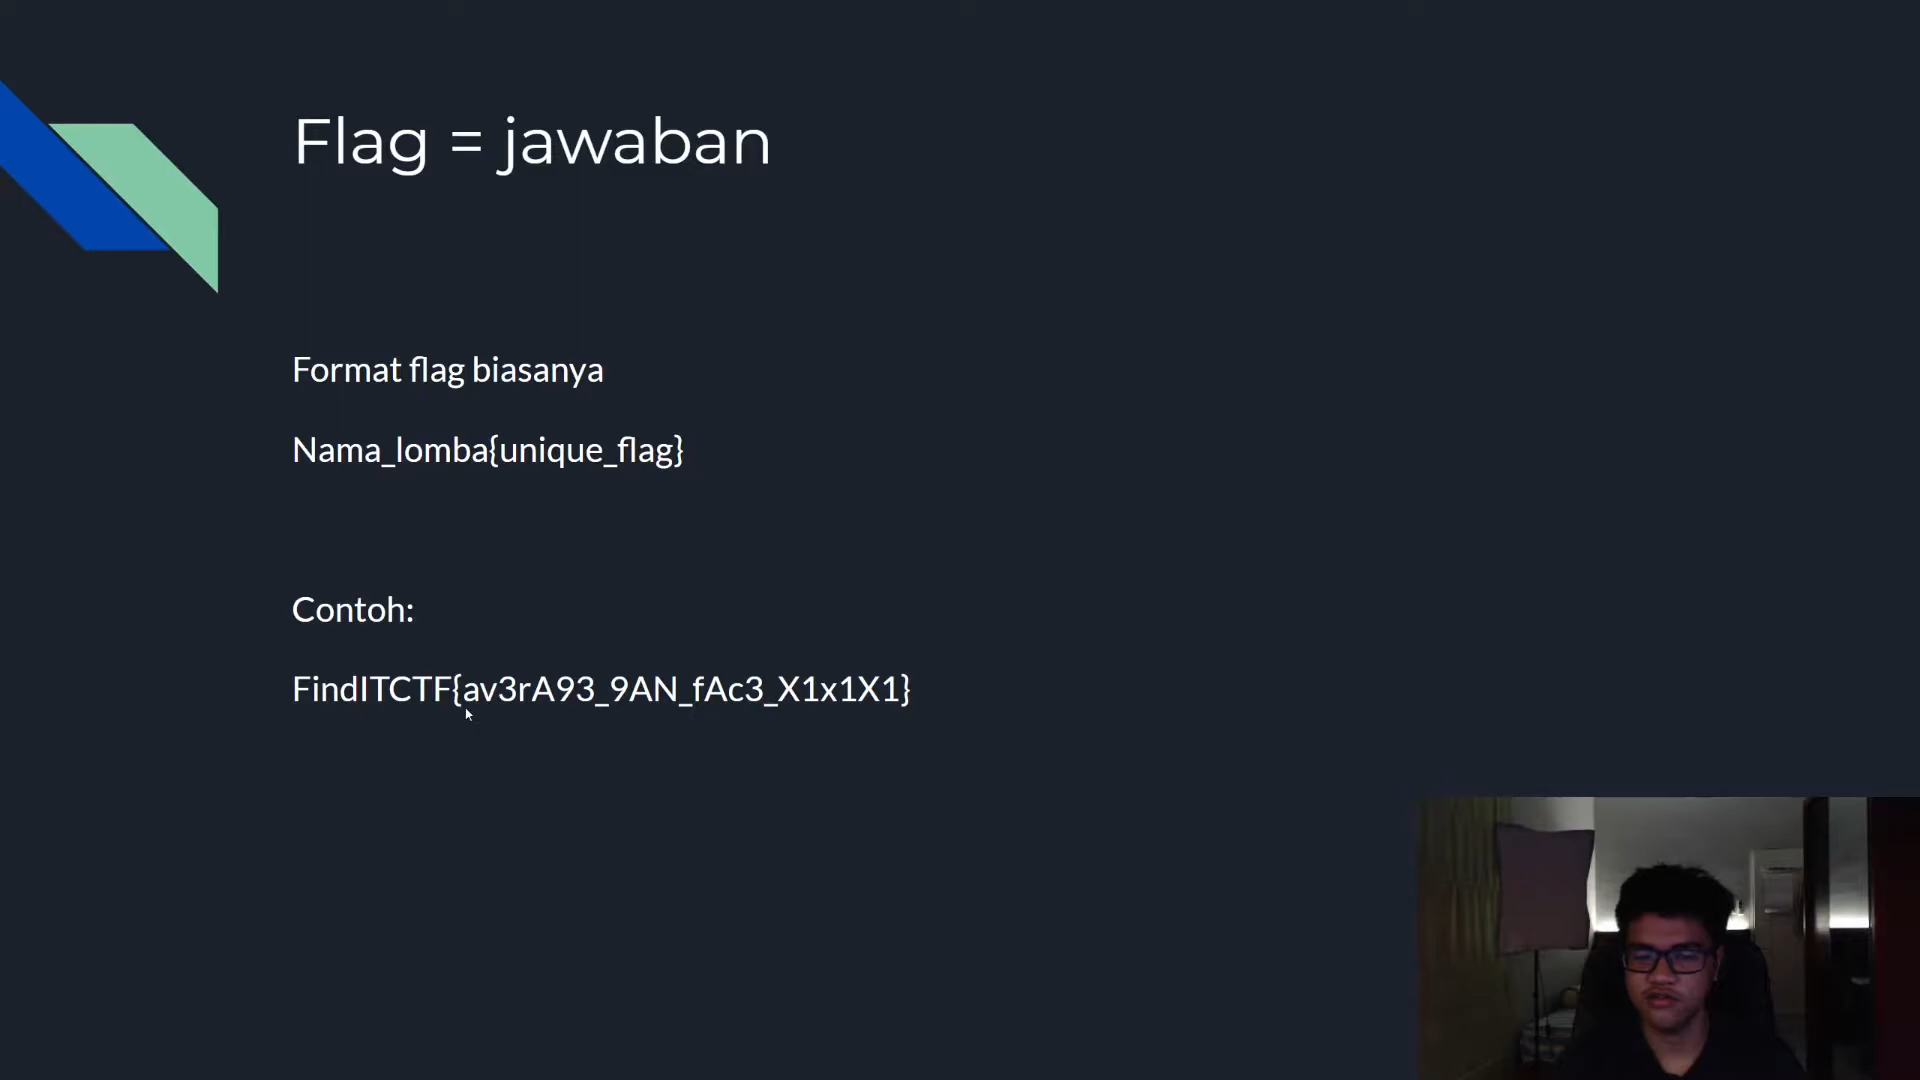 Flag = jawaban
Format flag biasanya
Nama_lomba{unique_flag}
Contoh:
FindITCTF{av3rA93_9AN_fAc3_X1x1X1}